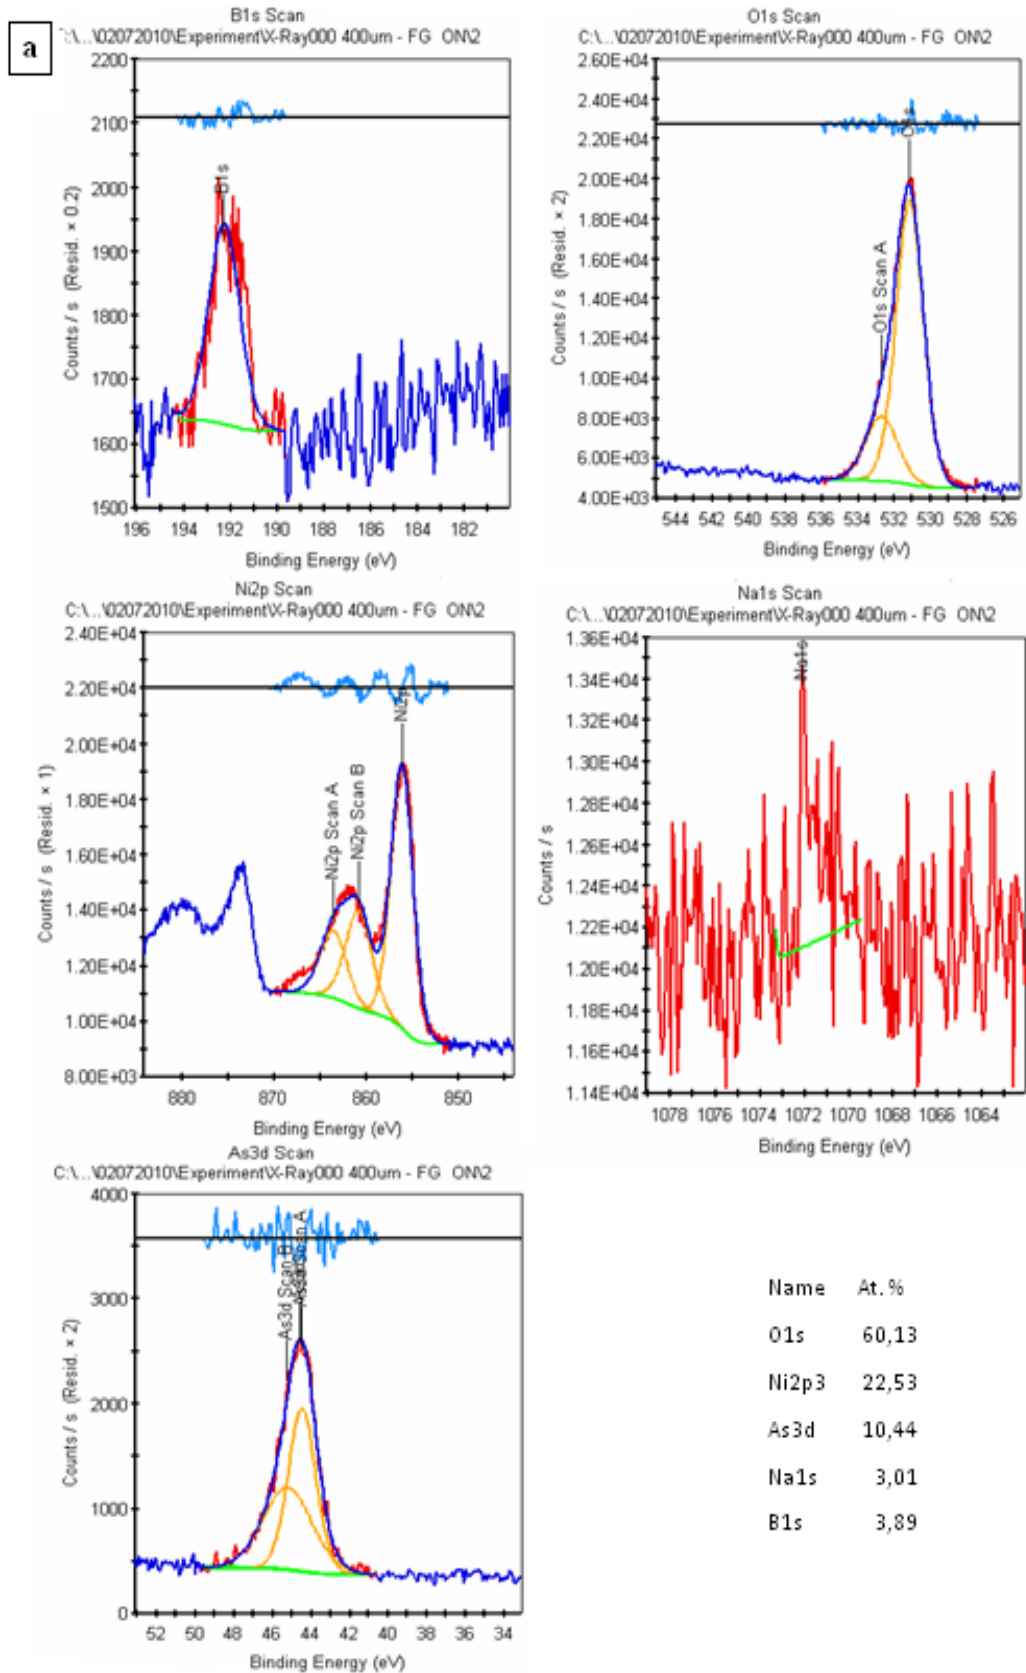 a
B1s Scan
C:\...\02072010\Experiment\X-Ray000 400um - FG ON\2
Counts / s (Resid. × 0.2)
2200
2100
2000
1900
1800
1700
1600
1500
B1s
196 194 192 190 188 186 184 182
Binding Energy (eV)
O1s Scan
C:\...\02072010\Experiment\X-Ray000 400um - FG ON\2
Counts / s (Resid. × 2)
2.60E+04
2.40E+04
2.20E+04
2.00E+04
1.80E+04
1.60E+04
1.40E+04
1.20E+04
1.00E+04
8.00E+03
6.00E+03
4.00E+03
O1s
O1s Scan A
544 542 540 538 536 534 532 530 528 526
Binding Energy (eV)
Ni2p Scan
C:\...\02072010\Experiment\X-Ray000 400um - FG ON\2
Counts / s (Resid. × 1)
2.40E+04
2.20E+04
2.00E+04
1.80E+04
1.60E+04
1.40E+04
1.20E+04
1.00E+04
8.00E+03
Ni2p Scan A
Ni2p Scan B
Ni2p
880 870 860 850
Binding Energy (eV)
Na1s Scan
C:\...\02072010\Experiment\X-Ray000 400um - FG ON\2
Counts / s
1.36E+04
1.34E+04
1.32E+04
1.30E+04
1.28E+04
1.26E+04
1.24E+04
1.22E+04
1.20E+04
1.18E+04
1.16E+04
1.14E+04
Na1s
1078 1076 1074 1072 1070 1068 1066 1064
Binding Energy (eV)
As3d Scan
C:\...\02072010\Experiment\X-Ray000 400um - FG ON\2
Counts / s (Resid. × 2)
4000
3000
2000
1000
0
As3d Scan B
As3d Scan A
52 50 48 46 44 42 40 38 36 34
Binding Energy (eV)
Name At.%
O1s 60,13
Ni2p3 22,53
As3d 10,44
Na1s 3,01
B1s 3,89